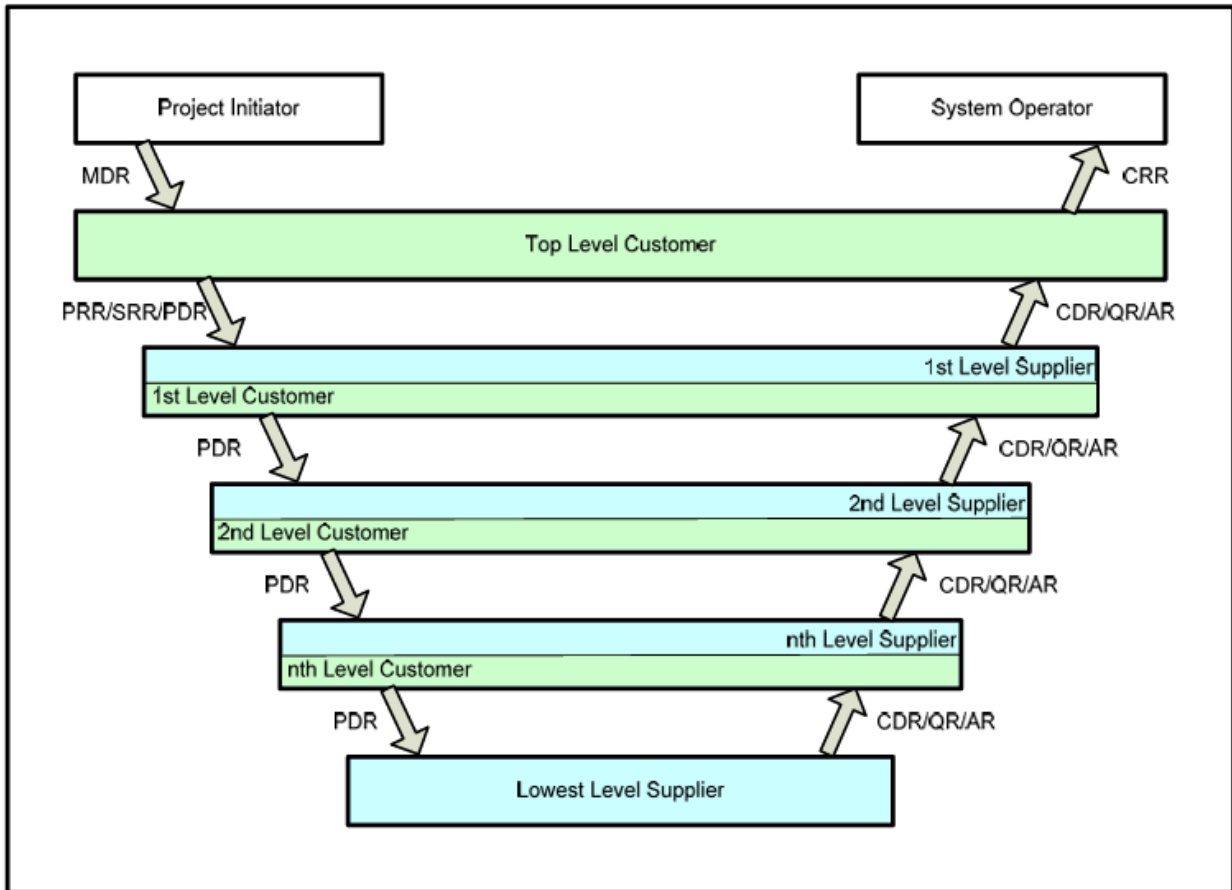 Project Initiator
System Operator
MDR
CRR
Top Level Customer
PRR/SRR/PDR
CDR/QR/AR
1st Level Supplier
1st Level Customer
PDR
CDR/QR/AR
2nd Level Supplier
2nd Level Customer
PDR
CDR/QR/AR
nth Level Supplier
nth Level Customer
PDR
CDR/QR/AR
Lowest Level Supplier